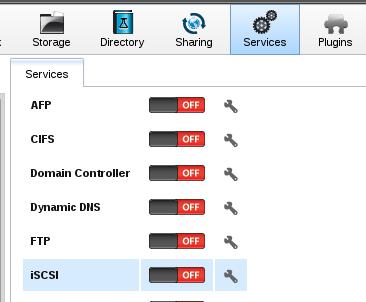 Storage
Directory
Sharing
Services
Plugins
Services
AFP OFF
CIFS OFF
Domain Controller OFF
Dynamic DNS OFF
FTP OFF
iSCSI OFF